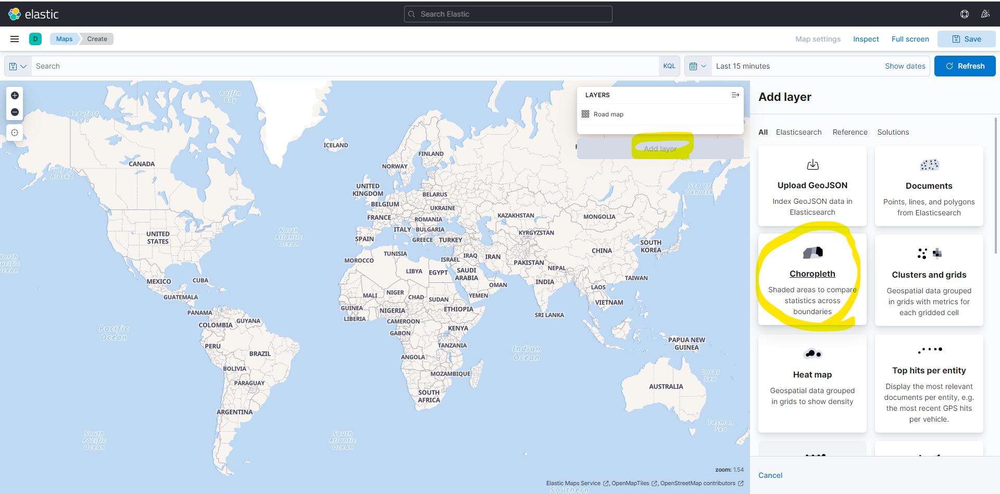 elastic
Search Elastic
D
Maps
Create
Map settings
Inspect
Full screen
Save
Search
KQL
Last 15 minutes
Show dates
Refresh
LAYERS
Road map
Add layer
Baffin
Bay
Beaufort
Sea
Gulf of
Alaska
CANADA
ICELAND
FINLAND
NORWAY
UNITED
KINGDOM
BELARUS
BELGIUM
UKRAINE
FRANCE
ROMANIA
ITALY
BULGARIA
SPAIN
GREECE
TURKEY
KAZAKHSTAN
MONGOLIA
KYRGYZSTAN
Sea of
Okhotsk
UNITED
STATES
North
Atlantic
Ocean
North
Pacific
Ocean
TUNISIA
MOROCCO
ISRAEL
IRAQ
IRAN
CHINA
SOUTH
KOREA
PAKISTAN
NEPAL
LIBYA
EGYPT
SAUDI
ARABIA
OMAN
INDIA
TAIWAN
MEXICO
CUBA
GUATEMALA
LAOS
MALI
NIGER
CHAD
SUDAN
YEMEN
VIETNAM
GUINEA
NIGERIA
ETHIOPIA
LIBERIA
CAMEROON
SRI LANKA
PANAMA
GUYANA
COLOMBIA
GABON
KENYA
Pacific
Ocean
PERU
BRAZIL
TANZANIA
Indian
Ocean
PAPUA NEW
GUINEA
ANGOLA
BOLIVIA
MOZAMBIQUE
Coral
Sea
PARAGUAY
AUSTRALIA
SOUTH
AFRICA
ARGENTINA
Tasman
Sea
South
Pacific
Ocean
South
Atlantic
Ocean
zoom: 1.54
Elastic Maps Service , OpenMapTiles , OpenStreetMap contributors
Southern
Add layer
All
Elasticsearch
Reference
Solutions
Upload GeoJSON
Index GeoJSON data in
Elasticsearch
Documents
Points, lines, and polygons
from Elasticsearch
Choropleth
Shaded areas to compare
statistics across
boundaries
Clusters and grids
Geospatial data grouped
in grids with metrics for
each gridded cell
Heat map
Geospatial data grouped
in grids to show density
Top hits per entity
Display the most relevant
documents per entity, e.g.
the most recent GPS hits
per vehicle.
Cancel